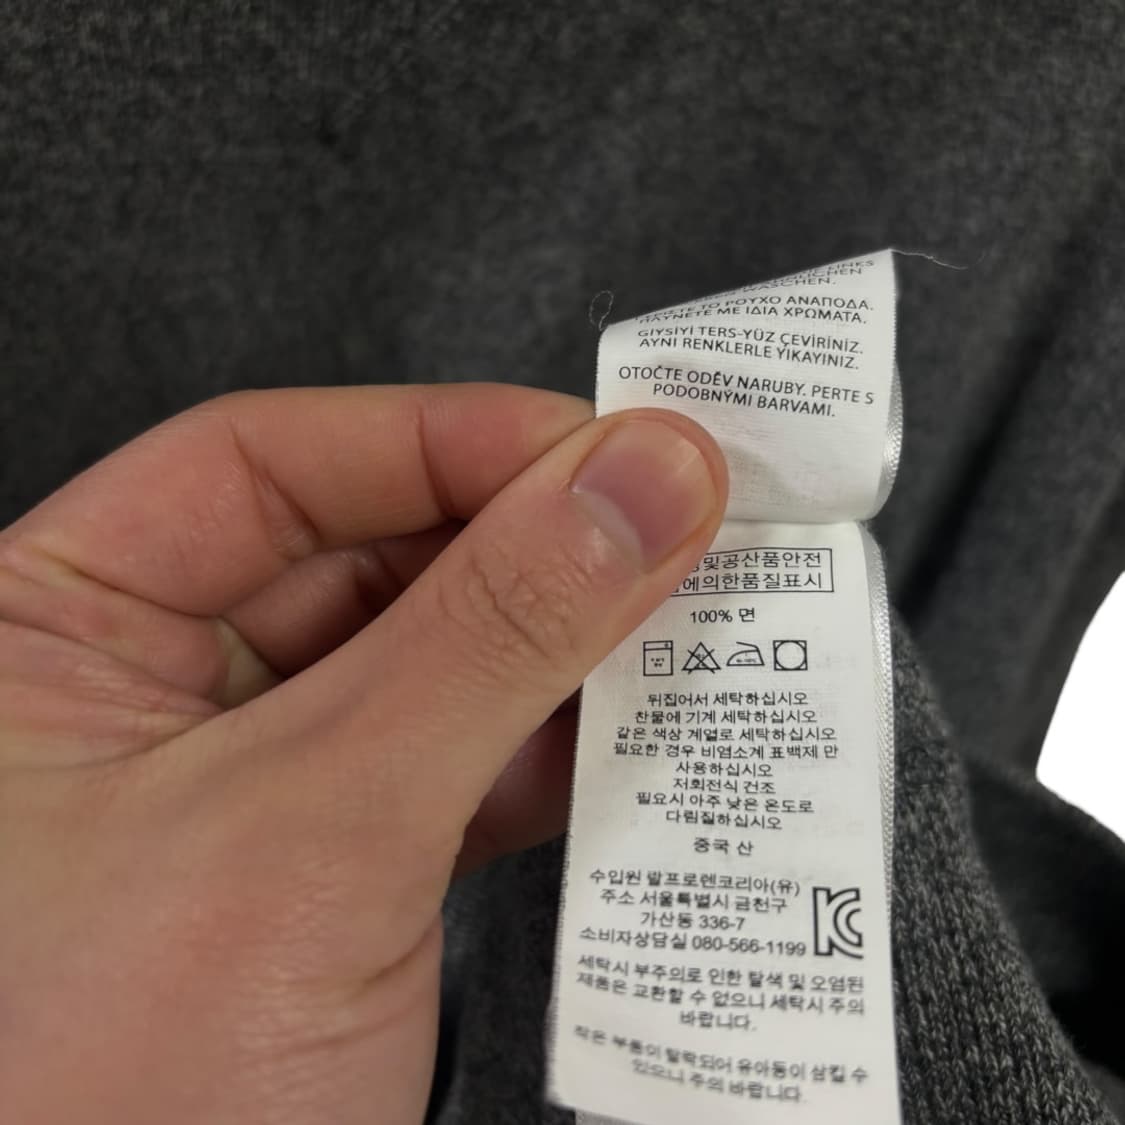 LINKS
LICHEN
WASCHEN.
ΤΟ ΡΟΥΧΟ ΑΝΑΠΟΔΑ.
ΠΛΥΝΕΤΕ ΜΕ ΙΔΙΑ ΧΡΩΜΑΤΑ.
GIYSIYI TERS-YÜZ ÇEVİRİNİZ.
AYNI RENKLERLE YIKAYINIZ.
OTOČTE ODĚV NARUBY. PERTE S
PODOBNÝMI BARVAMI.
및공산품안전
에의한품질표시
100% 면
뒤집어서 세탁하십시오
찬물에 기계 세탁하십시오
같은 색상 계열로 세탁하십시오
필요한 경우 비염소계 표백제 만
사용하십시오
저회전식 건조
필요시 아주 낮은 온도로
다림질하십시오
중국 산
수입원 랄프로렌코리아(유)
주소 서울특별시 금천구
가산동 336-7
소비자상담실 080-566-1199
KC
세탁시 부주의로 인한 탈색 및 오염된
제품은 교환할 수 없으니 세탁시 주의
바랍니다.
작은 부품이 탈락되어 유아동이 삼킬 수
있으니 주의 바랍니다.